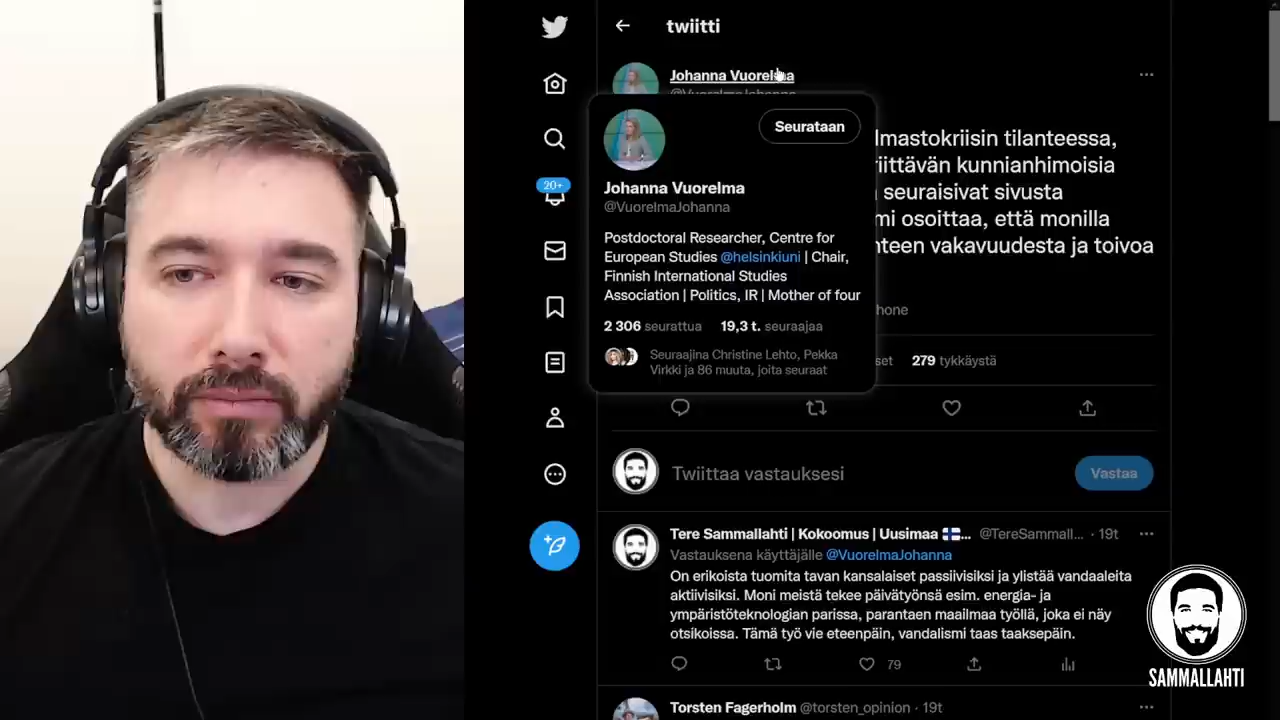 twiitti
Johanna Vuorelma
@VuorelmaJohanna
Seurataan
Johanna Vuorelma
@VuorelmaJohanna
Postdoctoral Researcher, Centre for
European Studies @helsinkiuni | Chair,
Finnish International Studies
Association | Politics, IR | Mother of four
2 306 seurattua 19,3 t. seuraajaa
Seuraajina Christine Lehto, Pekka
Virkki ja 86 muuta, joita seuraat
lmastokriisin tilanteessa,
riittävän kunnianhimoisia
seuraisivat sivusta
mi osoittaa, että monilla
nteen vakavuudesta ja toivoa
hone
set 279 tykkäystä
20+
Twiittaa vastauksesi
Vastaa
Tere Sammallahti | Kokoomus | Uusimaa ... @TereSammall... · 19t
Vastauksena käyttäjälle @VuorelmaJohanna
On erikoista tuomita tavan kansalaiset passiivisiksi ja ylistää vandaaleita
aktiivisiksi. Moni meistä tekee päivätyönsä esim. energia- ja
ympäristöteknologian parissa, parantaen maailmaa työllä, joka ei näy
otsikoissa. Tämä työ vie eteenpäin, vandalismi taas taaksepäin.
79
Torsten Fagerholm @torsten_opinion · 19t
SAMMALLAHTI